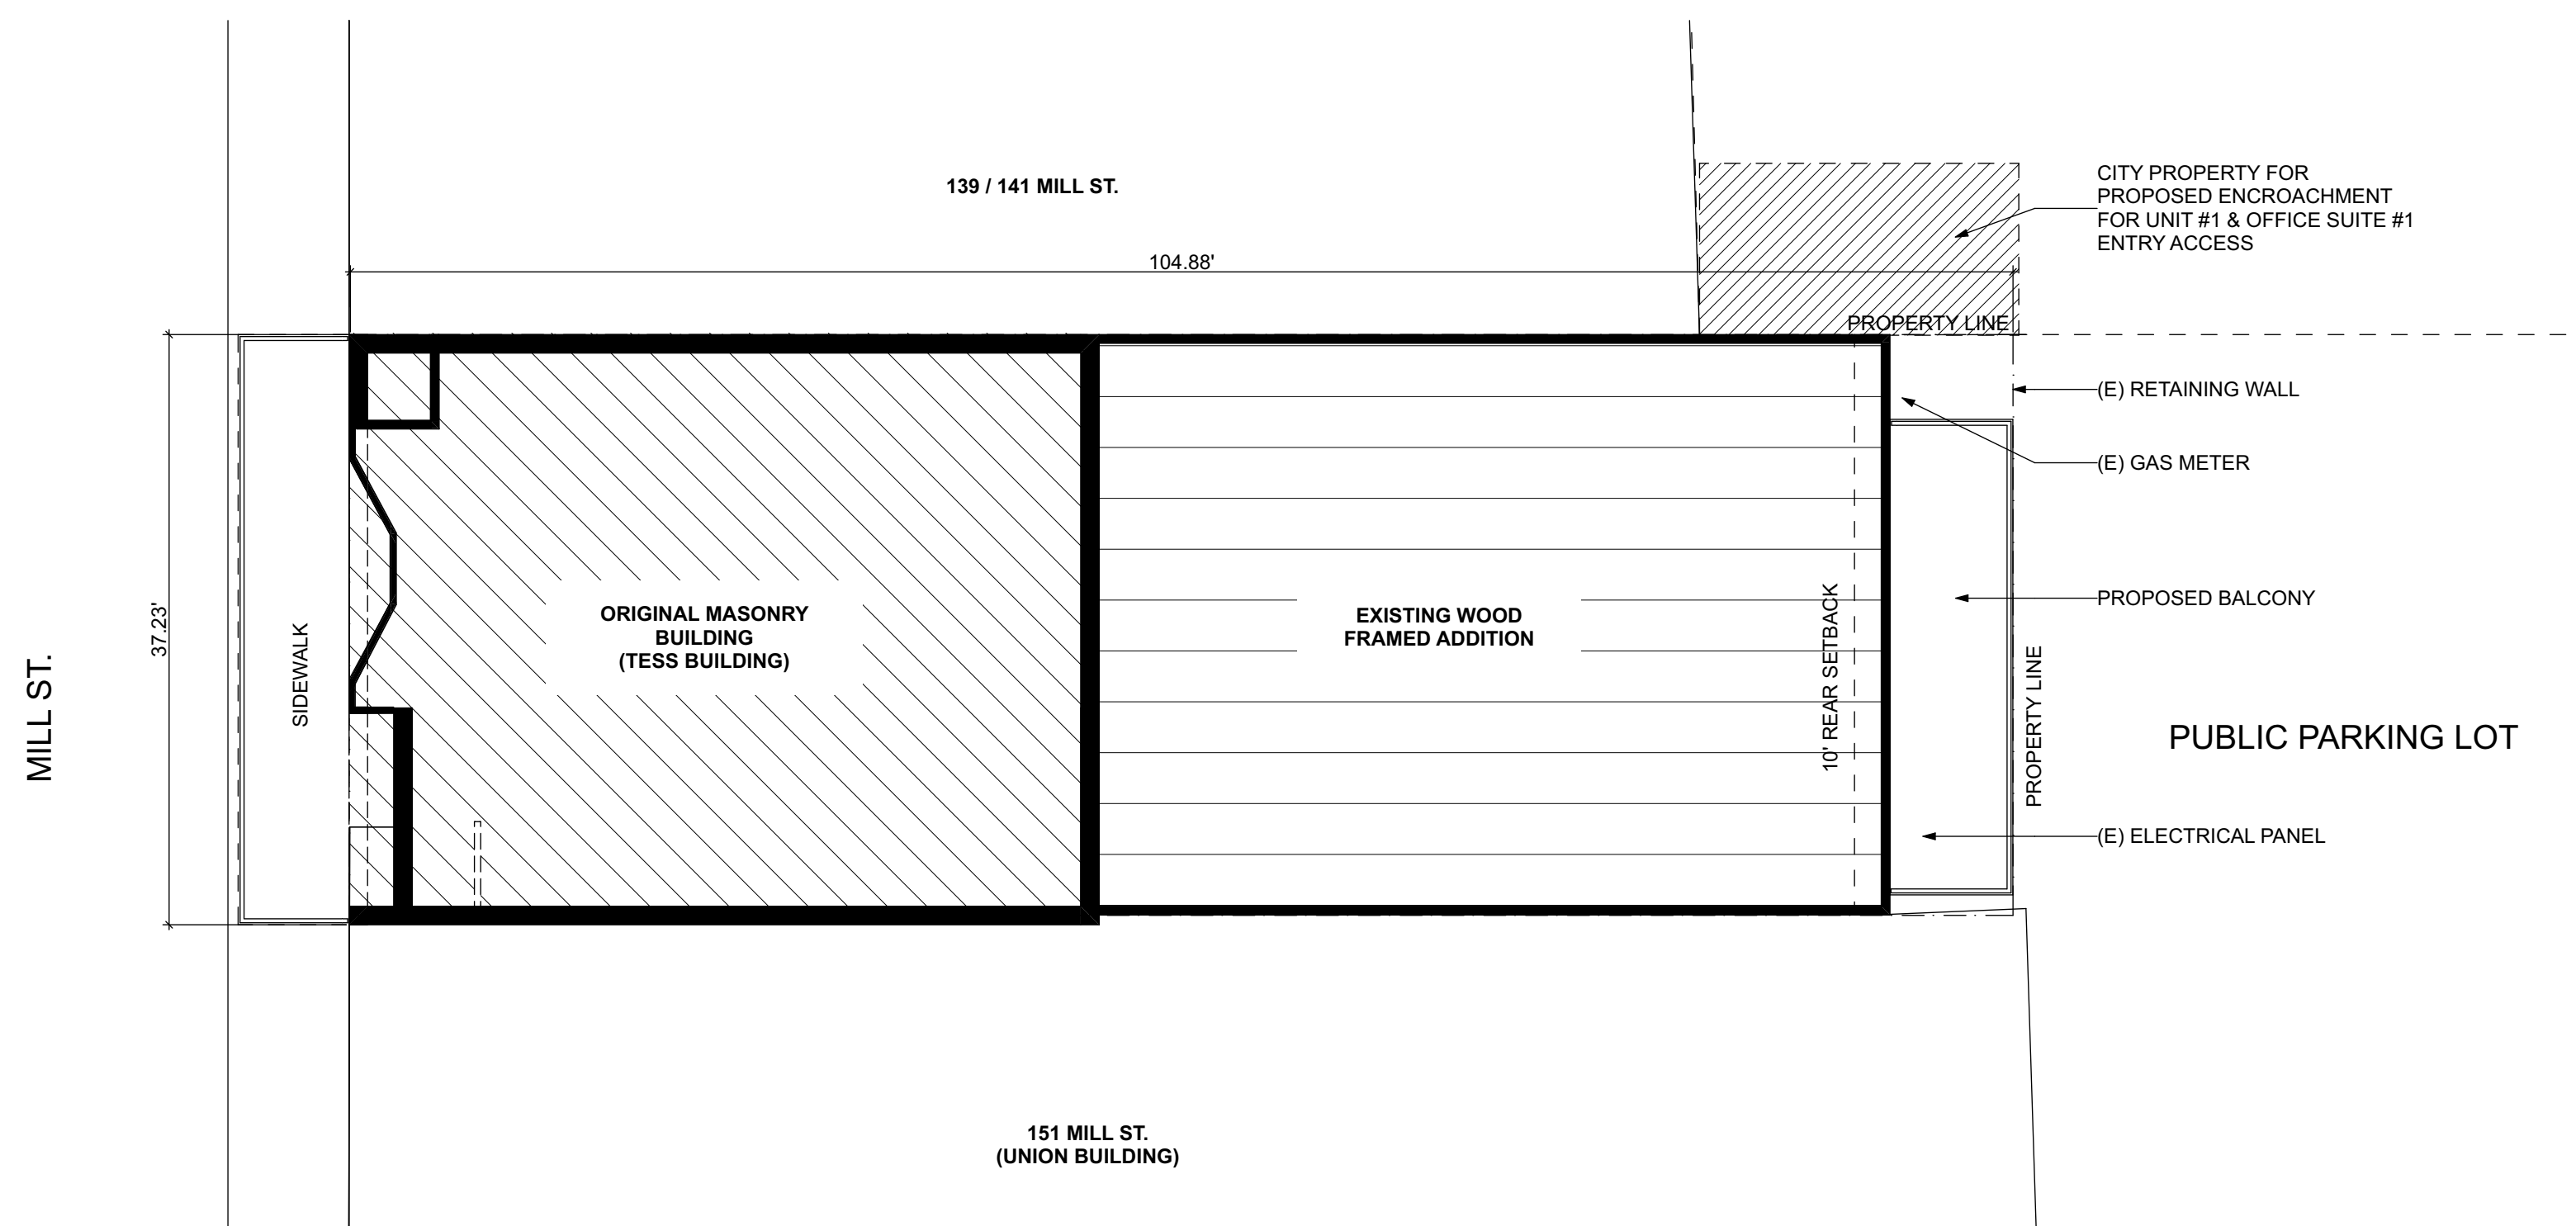 139 / 141 MILL ST.
CITY PROPERTY FOR
PROPOSED ENCROACHMENT
FOR UNIT #1 & OFFICE SUITE #1
ENTRY ACCESS
104.88'
PROPERTY LINE
(E) RETAINING WALL
(E) GAS METER
MILL ST.
37.23'
SIDEWALK
ORIGINAL MASONRY
BUILDING
(TESS BUILDING)
EXISTING WOOD
FRAMED ADDITION
10' REAR SETBACK
PROPOSED BALCONY
PROPERTY LINE
PUBLIC PARKING LOT
(E) ELECTRICAL PANEL
151 MILL ST.
(UNION BUILDING)